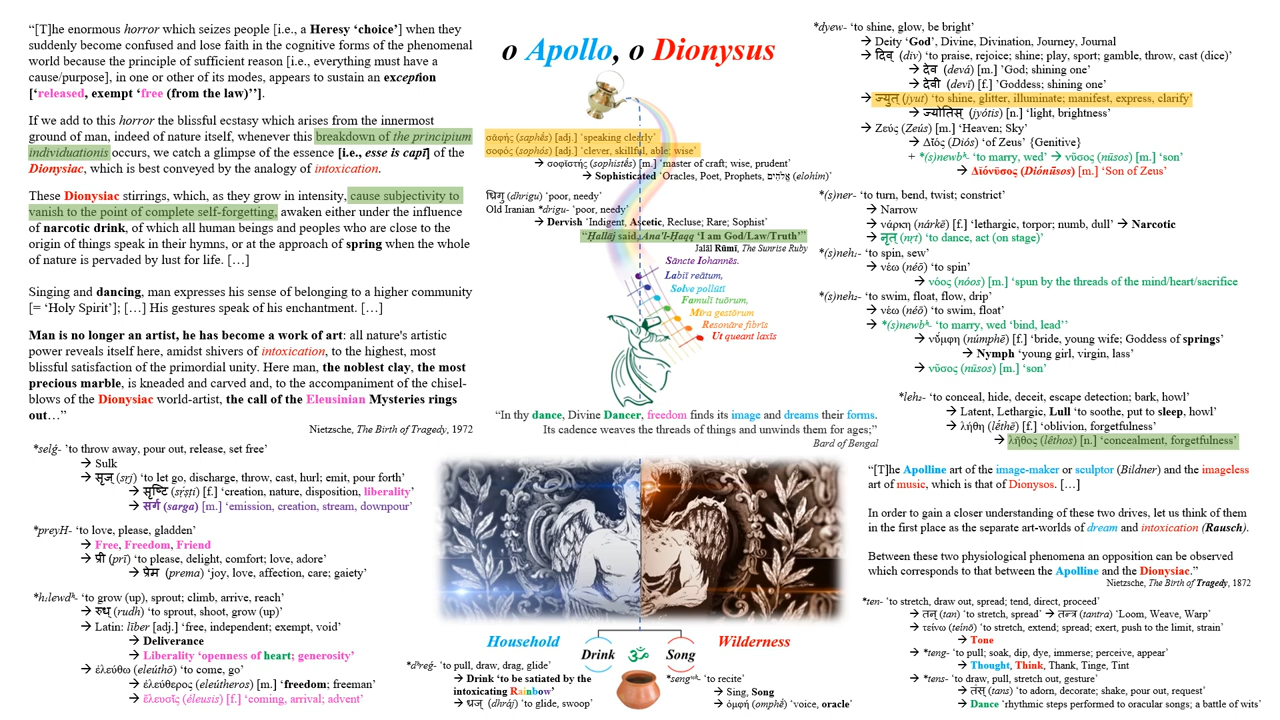 “[T]he enormous horror which seizes people [i.e., a Heresy ‘choice’] when they
suddenly become confused and lose faith in the cognitive forms of the phenomenal
world because the principle of sufficient reason [i.e., everything must have a
cause/purpose], in one or other of its modes, appears to sustain an exception
[‘released, exempt ‘free (from the law)’’].
If we add to this horror the blissful ecstasy which arises from the innermost
ground of man, indeed of nature itself, whenever this breakdown of the principium
individuationis occurs, we catch a glimpse of the essence [i.e., esse is capī] of the
Dionysiac, which is best conveyed by the analogy of intoxication.
These Dionysiac stirrings, which, as they grow in intensity, cause subjectivity to
vanish to the point of complete self-forgetting, awaken either under the influence
of narcotic drink, of which all human beings and peoples who are close to the
origin of things speak in their hymns, or at the approach of spring when the whole
of nature is pervaded by lust for life. […]
Singing and dancing, man expresses his sense of belonging to a higher community
[= ‘Holy Spirit’]; […] His gestures speak of his enchantment. […]
Man is no longer an artist, he has become a work of art: all nature's artistic
power reveals itself here, amidst shivers of intoxication, to the highest, most
blissful satisfaction of the primordial unity. Here man, the noblest clay, the most
precious marble, is kneaded and carved and, to the accompaniment of the chisel-
blows of the Dionysiac world-artist, the call of the Eleusinian Mysteries rings
out…”
Nietzsche, The Birth of Tragedy, 1972
*selǵ- ‘to throw away, pour out, release, set free’
→ Sulk
→ सृज् (sṛj) ‘to let go, discharge, throw, cast, hurl; emit, pour forth’
→ सृष्टि (sṛ́ṣṭi) [f.] ‘creation, nature, disposition, liberality’
→ सर्ग (sarga) [m.] ‘emission, creation, stream, downpour’
*preyH- ‘to love, please, gladden’
→ Free, Freedom, Friend
→ प्री (prī) ‘to please, delight, comfort; love, adore’
→ प्रेम (prema) ‘joy, love, affection, care; gaiety’
*h₁lewdʰ- ‘to grow (up), sprout; climb, arrive, reach’
→ रुध् (rudh) ‘to sprout, shoot, grow (up)’
→ Latin: līber [adj.] ‘free, independent; exempt, void’
→ Deliverance
→ Liberality ‘openness of heart; generosity’
→ ἐλεύθω (eleúthō) ‘to come, go’
→ ἐλεύθερος (eleútheros) [m.] ‘freedom; freeman’
→ ἔλευσῐς (éleusis) [f.] ‘coming, arrival; advent’
o Apollo, o Dionysus
σᾰφής (saphḗs) [adj.] ‘speaking clearly’
σοφός (sophós) [adj.] ‘clever, skillful, able; wise’
→ σοφῐστής (sophistḗs) [m.] ‘master of craft; wise, prudent’
→ Sophisticated ‘Oracles, Poet, Prophets, אֱלֹהִים (elohim)’
ध्रिगु (dhrigu) ‘poor, needy’
Old Iranian *drigu- ‘poor, needy’
→ Dervish ‘Indigent, Ascetic, Recluse; Rare; Sophist’
“Ḥallāj said, Ana'l-Ḥaqq ‘I am God/Law/Truth’”
Jalāl Rūmī, The Sunrise Ruby
Sāncte Iohannēs.
Labiī reātum,
Solve pollūtī
Famulī tuōrum,
Mīra gestōrum
Resonāre fibrīs
Ut queant laxīs
“In thy dance, Divine Dancer, freedom finds its image and dreams their forms.
Its cadence weaves the threads of things and unwinds them for ages;”
Bard of Bengal
Household
Wilderness
Drink
ॐ
Song
*dʰreǵ- ‘to pull, draw, drag, glide’
→ Drink ‘to be satiated by the
intoxicating Rainbow’
→ ध्रज् (dhráj) ‘to glide, swoop’
*sengʷʰ- ‘to recite’
→ Sing, Song
→ ὀμφή (omphḗ) ‘voice, oracle’
*dyew- ‘to shine, glow, be bright’
→ Deity ‘God’, Divine, Divination, Journey, Journal
→ दिव् (div) ‘to praise, rejoice; shine; play, sport; gamble, throw, cast (dice)’
→ देव (devá) [m.] ‘God; shining one’
→ देवी (devī) [f.] ‘Goddess; shining one’
→ ज्युत् (jyut) ‘to shine, glitter, illuminate; manifest, express, clarify’
→ ज्योतिस् (jyótis) [m.] ‘light, brightness’
→ Ζεύς (Zeús) [m.] ‘Heaven; Sky’
→ Δῐός (Diós) ‘of Zeus’ {Genitive}
+ *(s)newbʰ- ‘to marry, wed’ → νῦσος (nûsos) [m.] ‘son’
→ Δῐόνῡσος (Diónūsos) [m.] ‘Son of Zeus’
*(s)ner- ‘to turn, bend, twist; constrict’
→ Narrow
→ νάρκη (nárkē) [f.] ‘lethargic, torpor; numb, dull’ → Narcotic
→ नृत् (nṛt) ‘to dance, act (on stage)’
*(s)neh₁- ‘to spin, sew’
→ νέω (néō) ‘to spin’
→ νόος (nóos) ‘spun by the threads of the mind/heart/sacrifice
*(s)neh₂- ‘to swim, float, flow, drip’
→ νέω (néō) ‘to swim, float’
→ *(s)newbʰ- ‘to marry, wed ‘bind, lead’’
→ νῠ́μφη (númphē) [f.] ‘bride, young wife; Goddess of springs’
→ Nymph ‘young girl, virgin, lass’
→ νῦσος (nûsos) [m.] ‘son’
*leh₂- ‘to conceal, hide, deceit, escape detection; bark, howl’
→ Latent, Lethargic, Lull ‘to soothe, put to sleep, howl’
→ λήθη (lḗthē) [f.] ‘oblivion, forgetfulness’
→ λῆθος (lêthos) [n.] ‘concealment, forgetfulness’
“[T]he Apolline art of the image-maker or sculptor (Bildner) and the imageless
art of music, which is that of Dionysos. […]
In order to gain a closer understanding of these two drives, let us think of them
in the first place as the separate art-worlds of dream and intoxication (Rausch).
Between these two physiological phenomena an opposition can be observed
which corresponds to that between the Apolline and the Dionysiac.”
Nietzsche, The Birth of Tragedy, 1872
*ten- ‘to stretch, draw out, spread; tend, direct, proceed’
→ तन् (tan) ‘to stretch, spread’ → तन्त्र (tantra) ‘Loom, Weave, Warp’
→ τείνω (teínō) ‘to stretch, extend; spread; exert, push to the limit, strain’
→ Tone
→ *teng- ‘to pull; soak, dip, dye, immerse; perceive, appear’
→ Thought, Think, Thank, Tinge, Tint
→ *tens- ‘to draw, pull, stretch out, gesture’
→ तंस् (tans) ‘to adorn, decorate; shake, pour out, request’
→ Dance ‘rhythmic steps performed to oracular songs; a battle of wits’